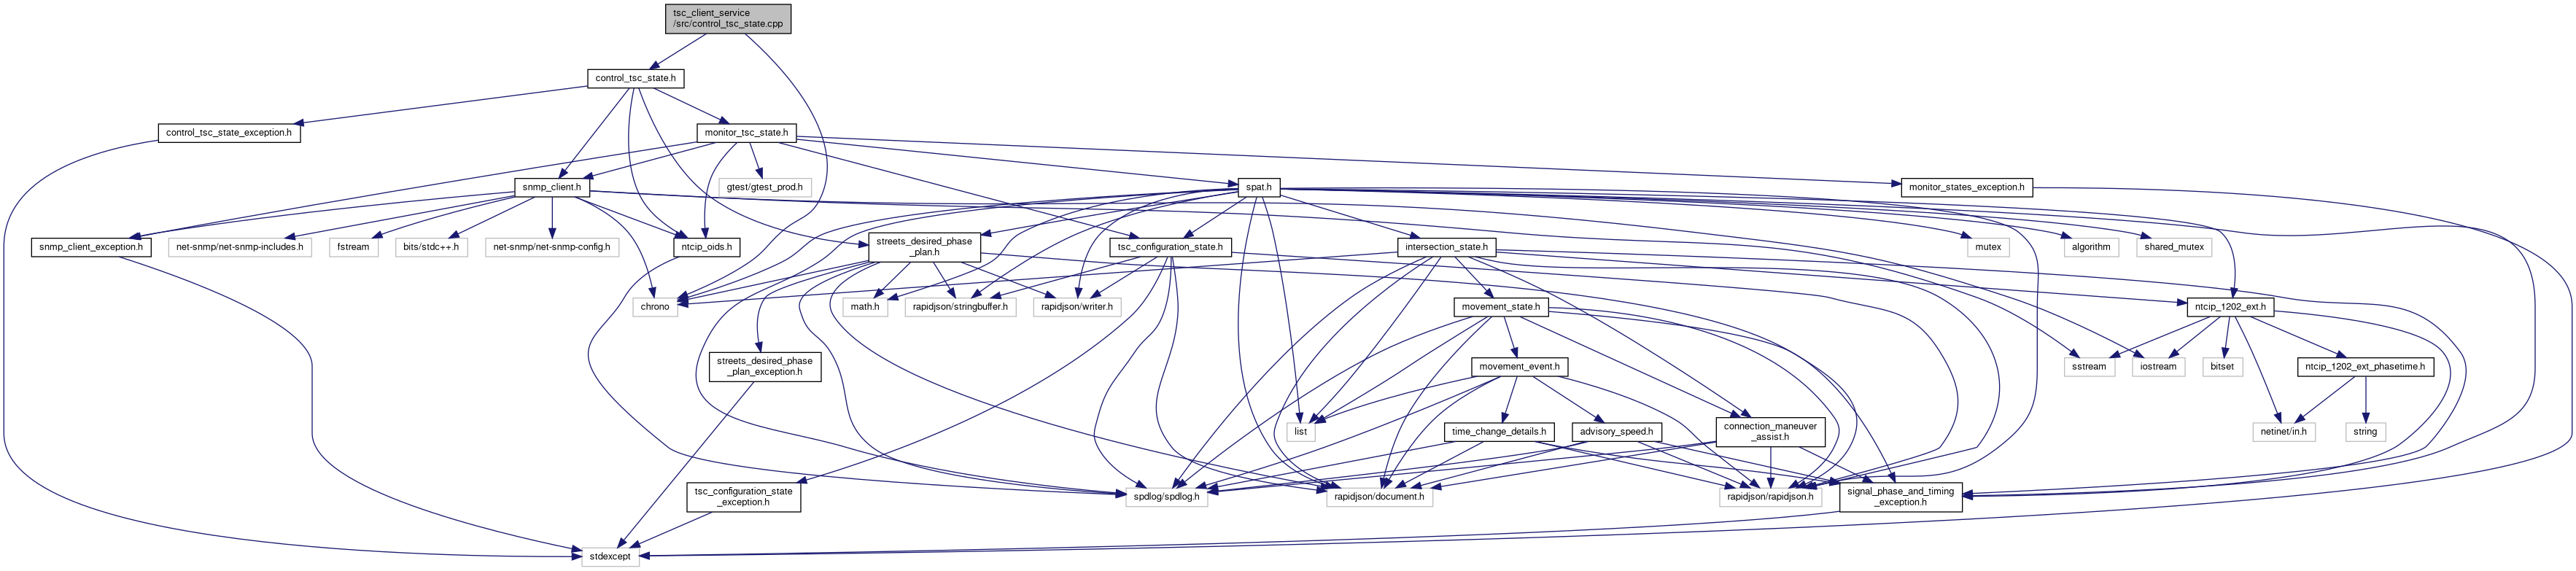 tsc_client_service
/src/control_tsc_state.cpp
control_tsc_state.h
control_tsc_state_exception.h
monitor_tsc_state.h
snmp_client.h
gtest/gtest_prod.h
spat.h
monitor_states_exception.h
snmp_client_exception.h
net-snmp/net-snmp-includes.h
fstream
bits/stdc++.h
net-snmp/net-snmp-config.h
ntcip_oids.h
streets_desired_phase
_plan.h
tsc_configuration_state.h
intersection_state.h
mutex
algorithm
shared_mutex
chrono
math.h
rapidjson/stringbuffer.h
rapidjson/writer.h
movement_state.h
ntcip_1202_ext.h
streets_desired_phase
_plan_exception.h
movement_event.h
sstream
iostream
bitset
ntcip_1202_ext_phasetime.h
list
time_change_details.h
advisory_speed.h
connection_maneuver
_assist.h
netinet/in.h
string
tsc_configuration_state
_exception.h
spdlog/spdlog.h
rapidjson/document.h
rapidjson/rapidjson.h
signal_phase_and_timing
_exception.h
stdexcept